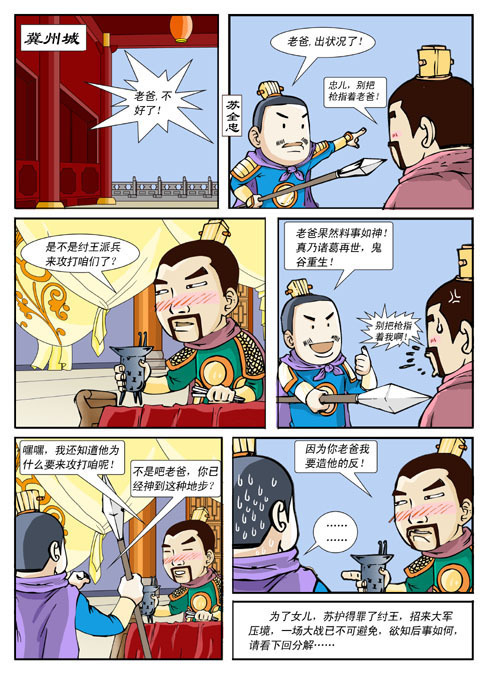 冀州城
老爸,不
好了！
老爸,出状况了！
忠儿，别把
枪指着老爸！
苏全忠
是不是纣王派兵
来攻打咱们了？
老爸果然料事如神！
真乃诸葛再世，鬼
谷重生！
别把枪指
着我啊！
嘿嘿，我还知道他为
什么要来攻打咱呢！
不是吧老爸，你已
经神到这种地步？
因为你老爸我
要造他的反！
……
……
为了女儿，苏护得罪了纣王，招来大军
压境，一场大战已不可避免，欲知后事如何，
请看下回分解……